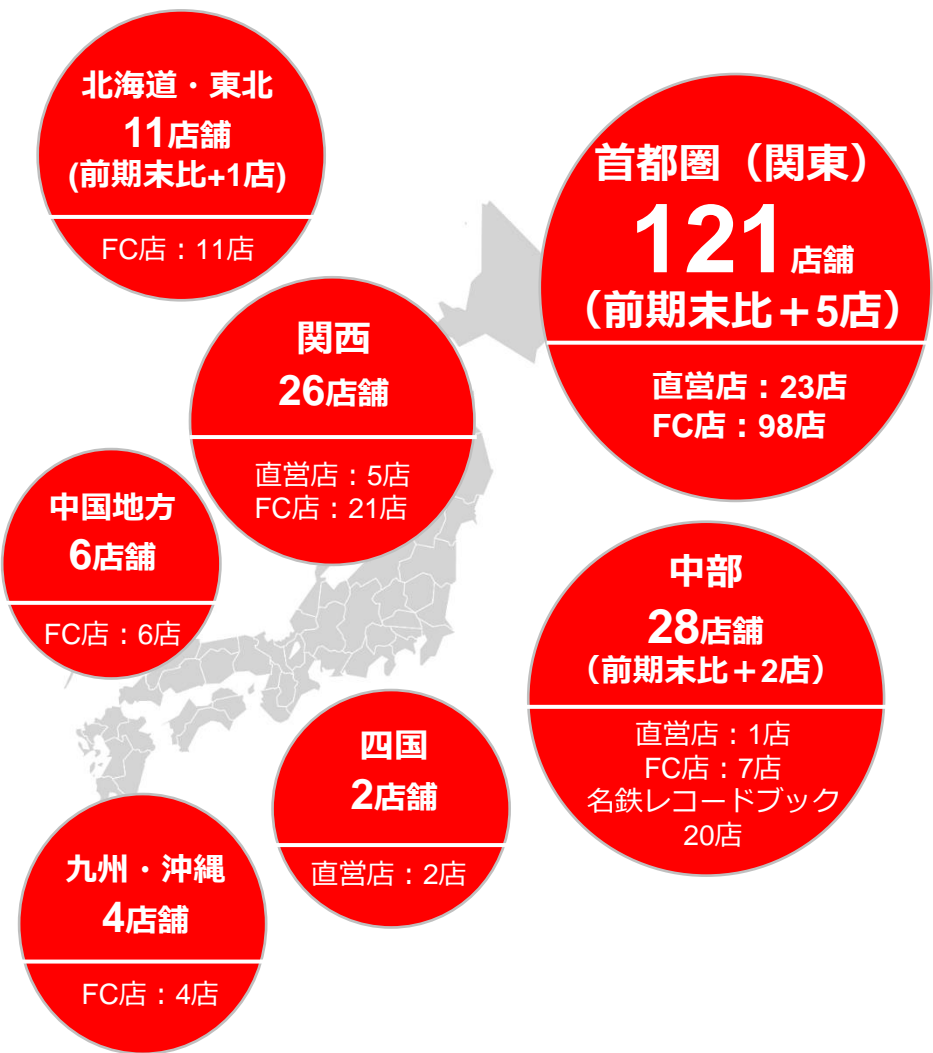 北海道・東北
11店舗
(前期末比+1店)
FC店：11店
首都圏（関東）
121店舗
（前期末比＋5店）
直営店：23店
FC店：98店
関西
26店舗
直営店：5店
FC店：21店
中国地方
6店舗
FC店：6店
中部
28店舗
（前期末比＋2店）
直営店：1店
FC店：7店
名鉄レコードブック
20店
四国
2店舗
直営店：2店
九州・沖縄
4店舗
FC店：4店